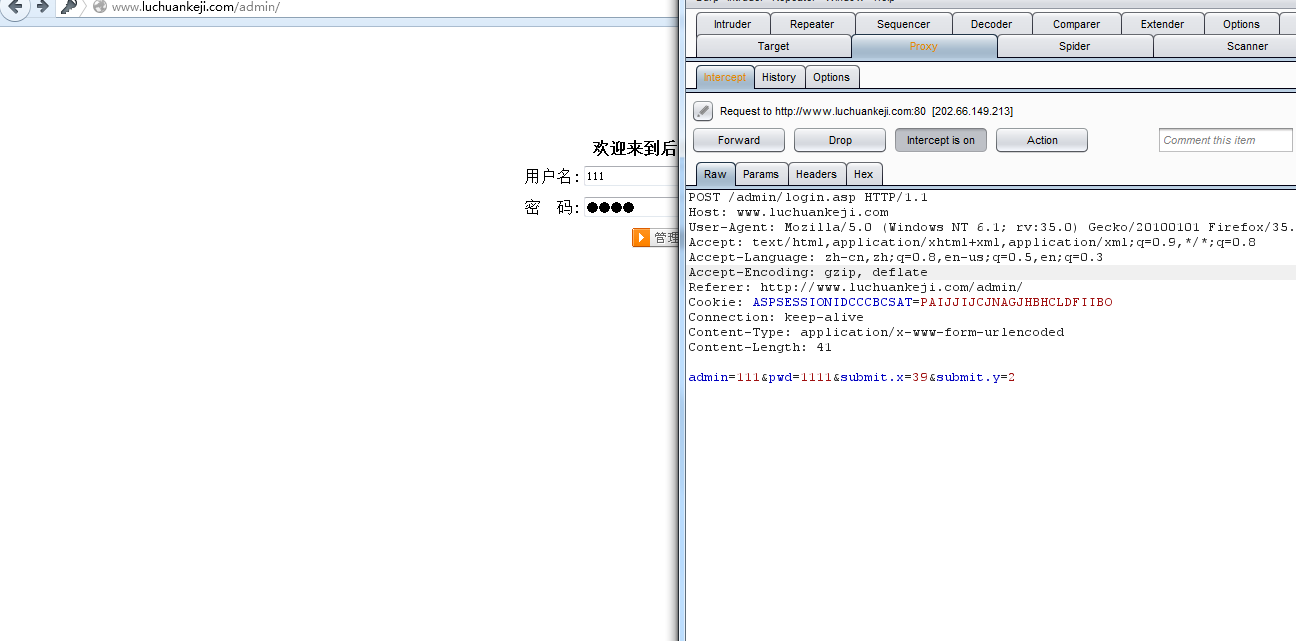 www.luchuankeji.com/admin/
欢迎来到后
用户名:
111
密 码:
管理
Intruder Repeater Sequencer Decoder Comparer Extender Options
Target Proxy Spider Scanner
Intercept History Options
Request to http://www.luchuankeji.com:80 [202.66.149.213]
Forward Drop Intercept is on Action Comment this item
Raw Params Headers Hex
POST /admin/login.asp HTTP/1.1
Host: www.luchuankeji.com
User-Agent: Mozilla/5.0 (Windows NT 6.1; rv:35.0) Gecko/20100101 Firefox/35.
Accept: text/html,application/xhtml+xml,application/xml;q=0.9,*/*;q=0.8
Accept-Language: zh-cn,zh;q=0.8,en-us;q=0.5,en;q=0.3
Accept-Encoding: gzip, deflate
Referer: http://www.luchuankeji.com/admin/
Cookie: ASPSESSIONIDCCCBCSAT=PAIJJIJCJNAGJHBHCLDFIIBO
Connection: keep-alive
Content-Type: application/x-www-form-urlencoded
Content-Length: 41
admin=111&pwd=1111&submit.x=39&submit.y=2